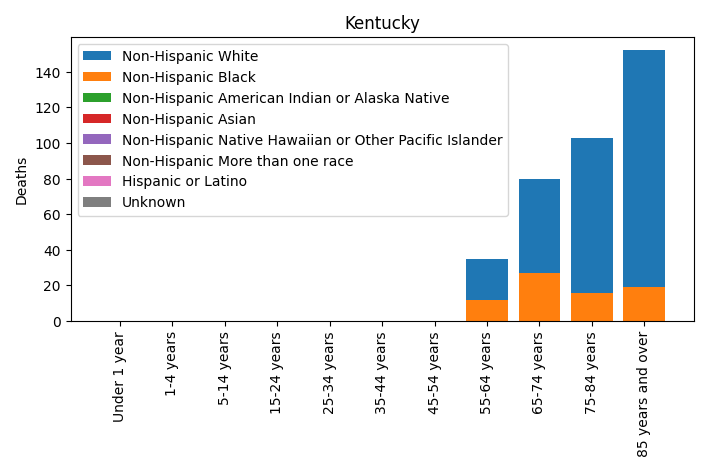 Kentucky
Non-Hispanic White
Non-Hispanic Black
Non-Hispanic American Indian or Alaska Native
Non-Hispanic Asian
Non-Hispanic Native Hawaiian or Other Pacific Islander
Non-Hispanic More than one race
Hispanic or Latino
Unknown
Deaths
140
120
100
80
60
40
20
0
Under 1 year
1-4 years
5-14 years
15-24 years
25-34 years
35-44 years
45-54 years
55-64 years
65-74 years
75-84 years
85 years and over